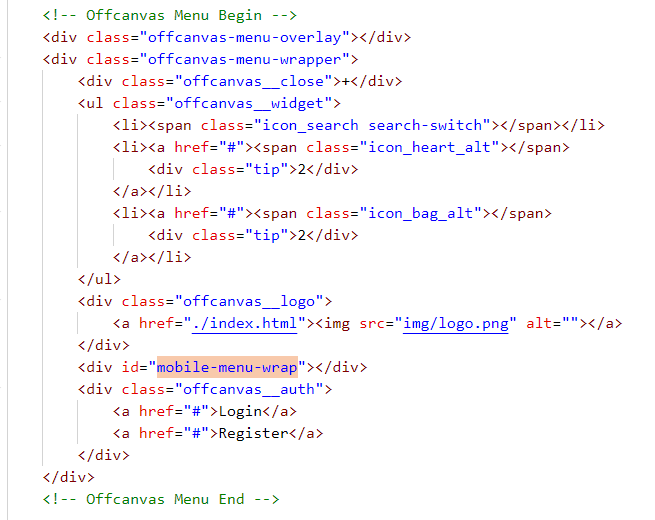 <!-- Offcanvas Menu Begin -->
<div class="offcanvas-menu-overlay"></div>
<div class="offcanvas-menu-wrapper">
    <div class="offcanvas__close">+</div>
    <ul class="offcanvas__widget">
        <li><span class="icon_search search-switch"></span></li>
        <li><a href="#"><span class="icon_heart_alt"></span>
            <div class="tip">2</div>
        </a></li>
        <li><a href="#"><span class="icon_bag_alt"></span>
            <div class="tip">2</div>
        </a></li>
    </ul>
    <div class="offcanvas__logo">
        <a href="./index.html"><img src="img/logo.png" alt=""></a>
    </div>
    <div id="mobile-menu-wrap"></div>
    <div class="offcanvas__auth">
        <a href="#">Login</a>
        <a href="#">Register</a>
    </div>
</div>
<!-- Offcanvas Menu End -->